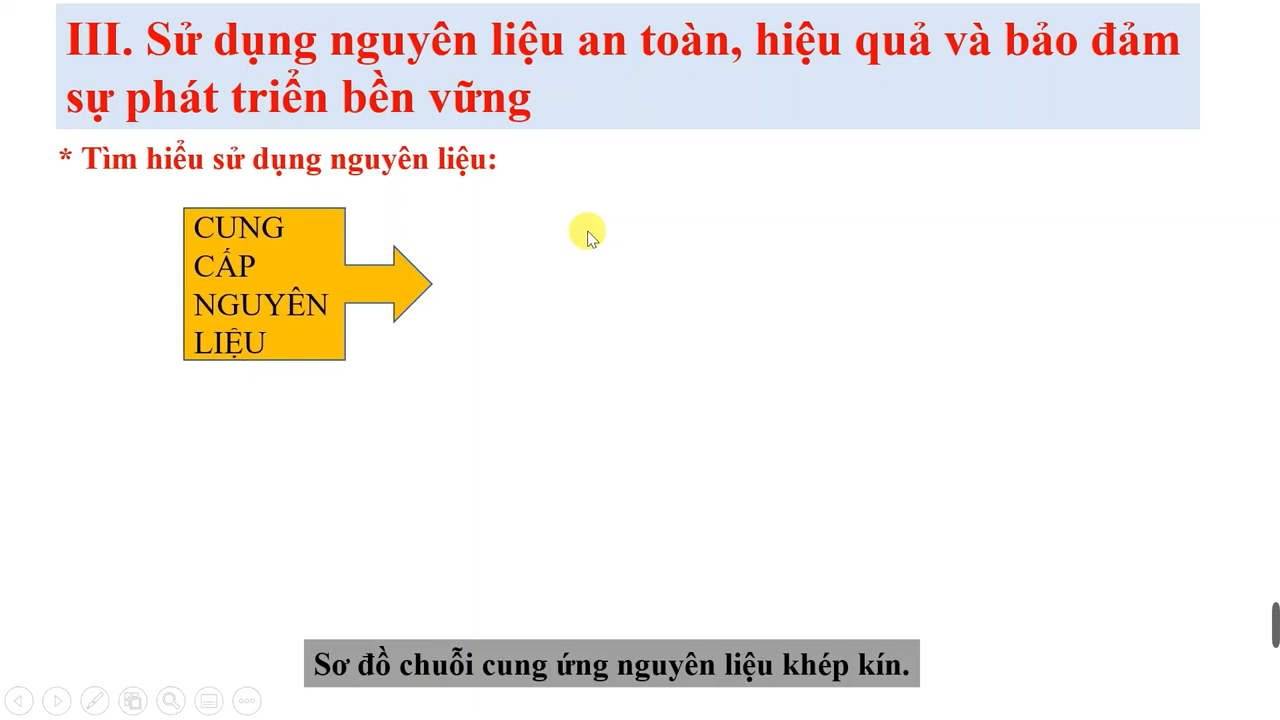 III. Sử dụng nguyên liệu an toàn, hiệu quả và bảo đảm
sự phát triển bền vững
* Tìm hiểu sử dụng nguyên liệu:
CUNG
CẤP
NGUYÊN
LIỆU
Sơ đồ chuỗi cung ứng nguyên liệu khép kín.